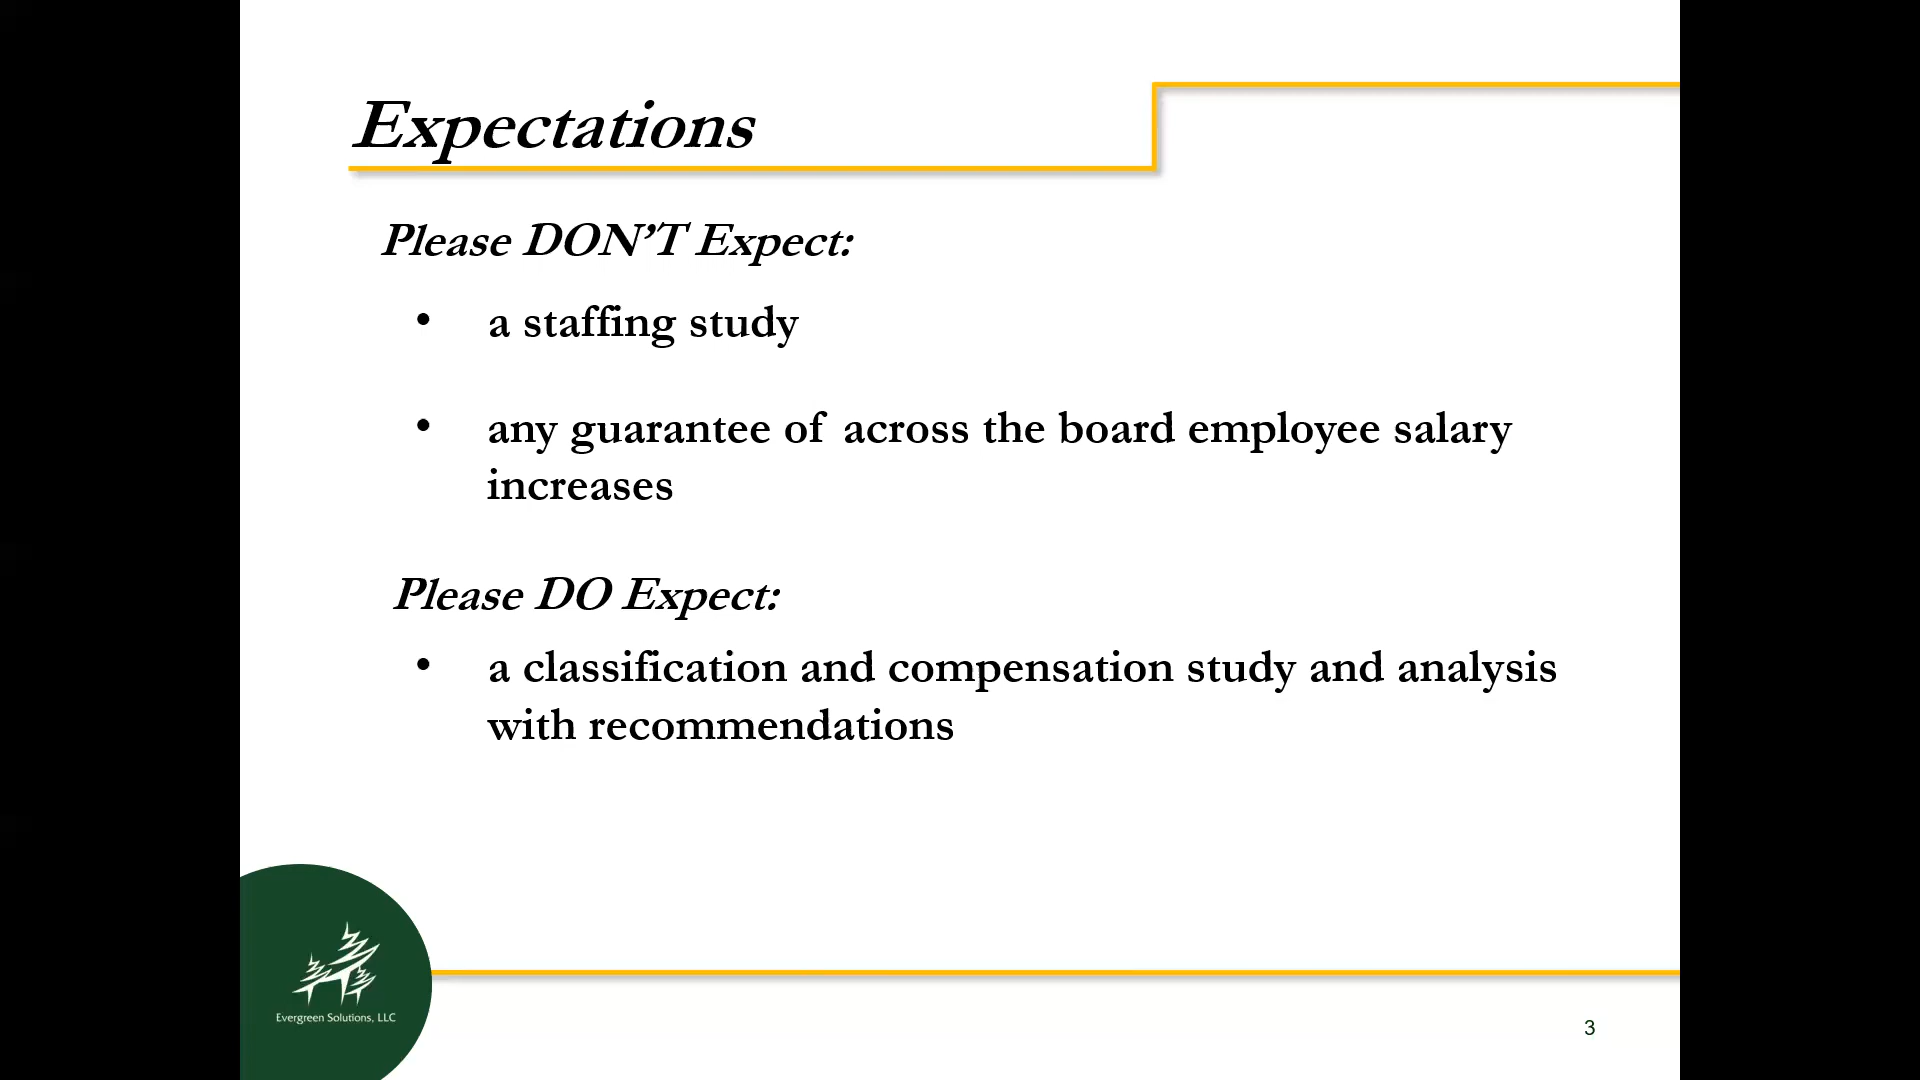 Expectations
Please DON’T Expect:
• a staffing study
• any guarantee of across the board employee salary
increases
Please DO Expect:
• a classification and compensation study and analysis
with recommendations
Evergreen Solutions, LLC
3